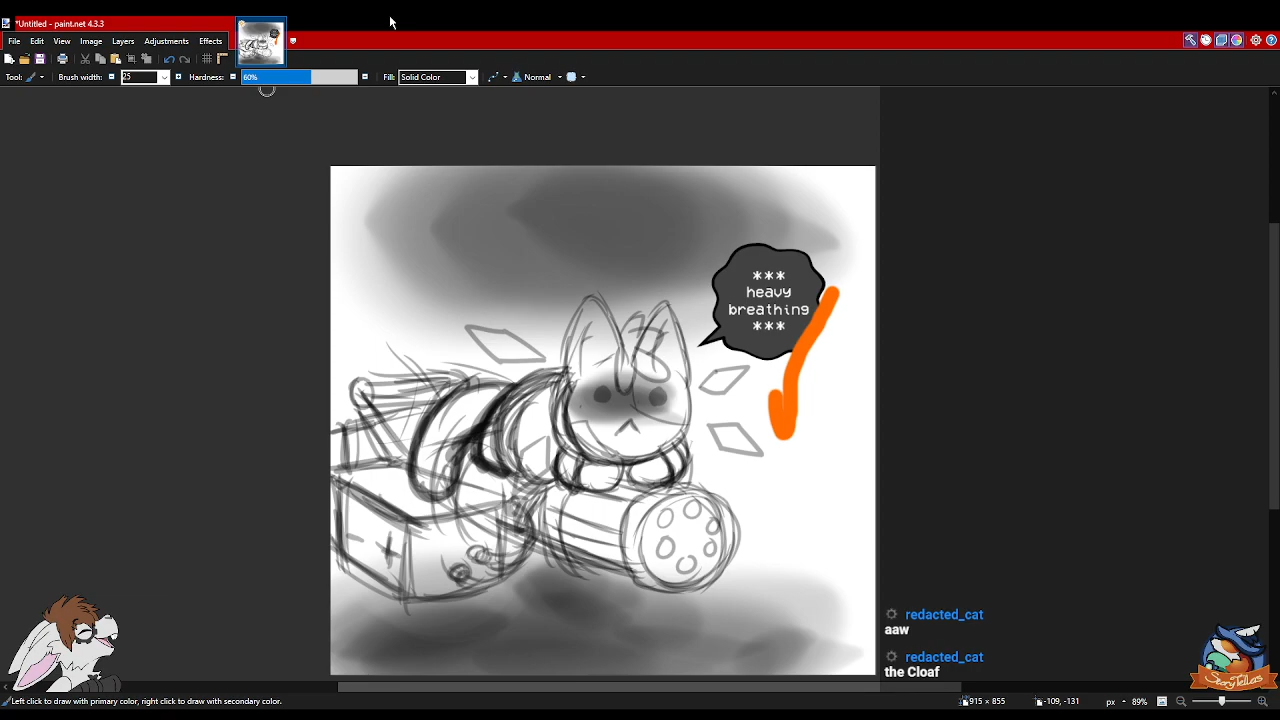 *Untitled - paint.net 4.3.3
File Edit View Image Layers Adjustments Effects
Tool: Brush width: 25 Hardness: 60% Fill: Solid Color Normal
***
heavy
breathing
***
- +
redacted_cat
aaw
redacted_cat
the Cloaf
StoryTellers
Left click to draw with primary color, right click to draw with secondary color. 915 x 855 -109, -131 px 89%